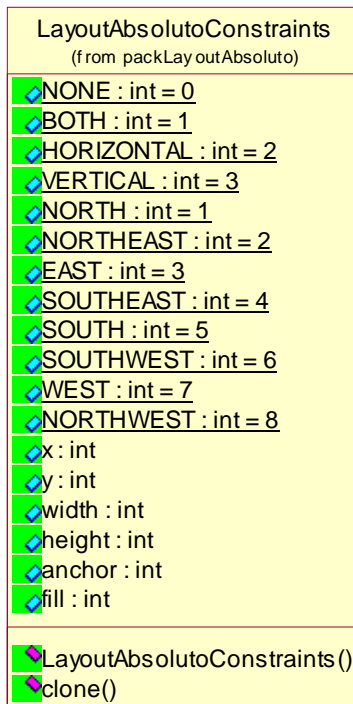 LayoutAbsolutoConstraints
(from packLayoutAbsoluto)
NONE : int = 0
BOTH : int = 1
HORIZONTAL : int = 2
VERTICAL : int = 3
NORTH : int = 1
NORTHEAST : int = 2
EAST : int = 3
SOUTHEAST : int = 4
SOUTH : int = 5
SOUTHWEST : int = 6
WEST : int = 7
NORTHWEST : int = 8
x : int
y : int
width : int
height : int
anchor : int
fill : int
LayoutAbsolutoConstraints()
clone()